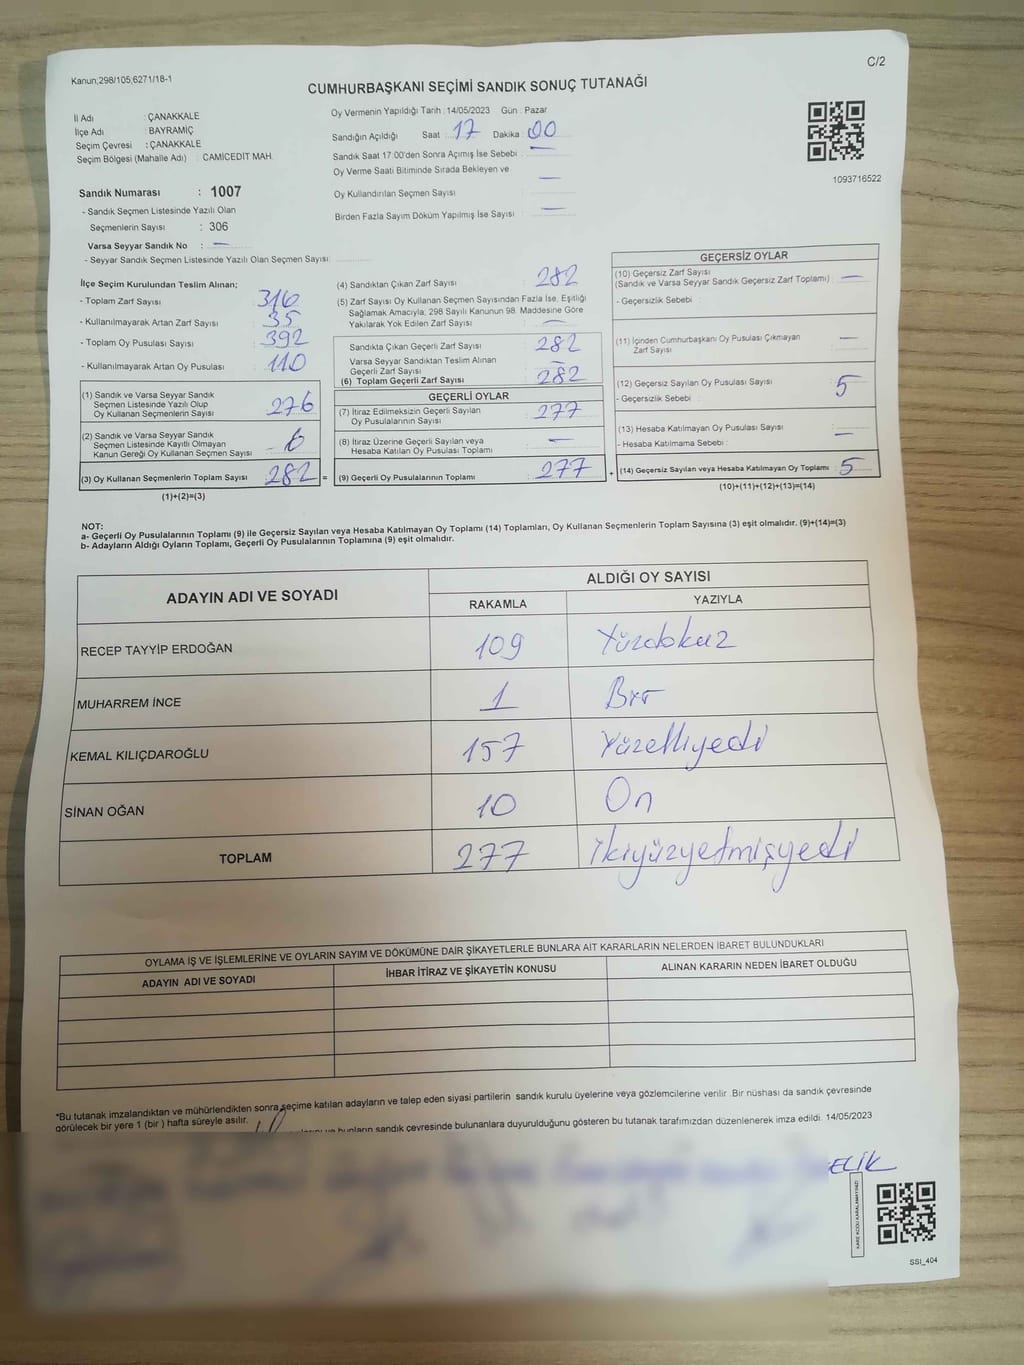 Kanun;298/105;6271/18-1
C/2
CUMHURBAŞKANI SEÇİMİ SANDIK SONUÇ TUTANAĞI
İl Adı : ÇANAKKALE
İlçe Adı : BAYRAMİÇ
Seçim Çevresi : ÇANAKKALE
Seçim Bölgesi (Mahalle Adı) : CAMİCEDİT MAH.
Sandık Numarası : 1007
- Sandık Seçmen Listesinde Yazılı Olan
Seçmenlerin Sayısı : 306
Varsa Seyyar Sandık No : —
- Seyyar Sandık Seçmen Listesinde Yazılı Olan Seçmen Sayısı:
Oy Vermenin Yapıldığı Tarih : 14/05/2023 Gün : Pazar
Sandığın Açıldığı Saat : 17 Dakika : 00
Sandık Saat 17:00'den Sonra Açımış İse Sebebi : —
Oy Verme Saati Bitiminde Sırada Bekleyen ve
Oy Kullandırılan Seçmen Sayısı : —
Birden Fazla Sayım Döküm Yapılmış İse Sayısı : —
1093716522
İlçe Seçim Kurulundan Teslim Alınan;
- Toplam Zarf Sayısı : 316
- Kullanılmayarak Artan Zarf Sayısı : 35
- Toplam Oy Pusulası Sayısı : 392
- Kullanılmayarak Artan Oy Pusulası : 110
(1) Sandık ve Varsa Seyyar Sandık
Seçmen Listesinde Yazılı Olup
Oy Kullanan Seçmenlerin Sayısı : 276
(2) Sandık ve Varsa Seyyar Sandık
Seçmen Listesinde Kayıtlı Olmayan
Kanun Gereği Oy Kullanan Seçmen Sayısı 6
(3) Oy Kullanan Seçmenlerin Toplam Sayısı 282 =
(1)+(2)=(3)
(4) Sandıktan Çıkan Zarf Sayısı : 282
(5) Zarf Sayısı Oy Kullanan Seçmen Sayısından Fazla İse, Eşitliği
Sağlamak Amacıyla; 298 Sayılı Kanunun 98. Maddesine Göre
Yakılarak Yok Edilen Zarf Sayısı : —
Sandıkta Çıkan Geçerli Zarf Sayısı : 282
Varsa Seyyar Sandıktan Teslim Alınan
Geçerli Zarf Sayısı : —
(6) Toplam Geçerli Zarf Sayısı : 282
GEÇERLİ OYLAR
(7) İtiraz Edilmeksizin Geçerli Sayılan
Oy Pusulasının Sayısı : 277
(8) İtiraz Üzerine Geçerli Sayılan veya
Hesaba Katılan Oy Pusulası Toplamı : —
(9) Geçerli Oy Pusulalarının Toplamı : 277 +
GEÇERSİZ OYLAR
(10) Geçersiz Zarf Sayısı
(Sandık ve Varsa Seyyar Sandık Geçersiz Zarf Toplamı) : —
- Geçersizlik Sebebi :
(11) İçinden Cumhurbaşkanı Oy Pusulası Çıkmayan
Zarf Sayısı : —
(12) Geçersiz Sayılan Oy Pusulası Sayısı : 5
- Geçersizlik Sebebi :
(13) Hesaba Katılmayan Oy Pusulası Sayısı : —
- Hesaba Katılmama Sebebi :
(14) Geçersiz Sayılan veya Hesaba Katılmayan Oy Toplamı : 5
(10)+(11)+(12)+(13)=(14)
NOT:
a- Geçerli Oy Pusulalarının Toplamı (9) ile Geçersiz Sayılan veya Hesaba Katılmayan Oy Toplamı (14) Toplamları, Oy Kullanan Seçmenlerin Toplam Sayısına (3) eşit olmalıdır. (9)+(14)=(3)
b- Adayların Aldığı Oyların Toplamı, Geçerli Oy Pusulalarının Toplamına (9) eşit olmalıdır.
ADAYIN ADI VE SOYADI
ALDIĞI OY SAYISI
RAKAMLA YAZIYLA
RECEP TAYYİP ERDOĞAN 109 Yüzdokuz
MUHARREM İNCE 1 Bir
KEMAL KILIÇDAROĞLU 157 Yüzelliyedi
SİNAN OĞAN 10 On
TOPLAM 277 ikiyüzyetmişyedi
OYLAMA İŞ VE İŞLEMLERİNE VE OYLARIN SAYIM VE DÖKÜMÜNE DAİR ŞİKAYETLERLE BUNLARA AİT KARARLARIN NELERDEN İBARET BULUNDUKLARI
ADAYIN ADI VE SOYADI İHBAR İTİRAZ VE ŞİKAYETİN KONUSU ALINAN KARARIN NEDEN İBARET OLDUĞU
*Bu tutanak imzalandıktan ve mühürlendikten sonra seçime katılan adayların ve talep eden siyasi partilerin sandık kurulu üyelerine veya gözlemcilerine verilir. Bir nüshası da sandık çevresinde
görülecek bir yere 1 (bir ) hafta süreyle asılır.
bunların sandık çevresinde bulunanlara duyurulduğunu gösteren bu tutanak tarafımızdan düzenlenerek imza edildi. 14/05/2023
ELİK
KARE KODU KARALAMAYINIZ!
SSI_404